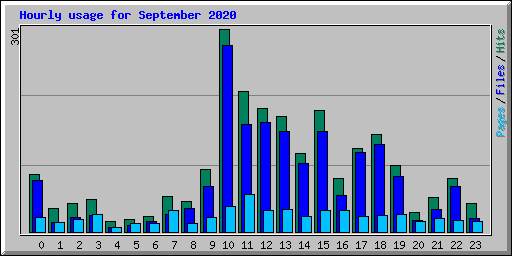 Hourly usage for September 2020
301
Pages/Files/Hits
0 1 2 3 4 5 6 7 8 9 10 11 12 13 14 15 16 17 18 19 20 21 22 23